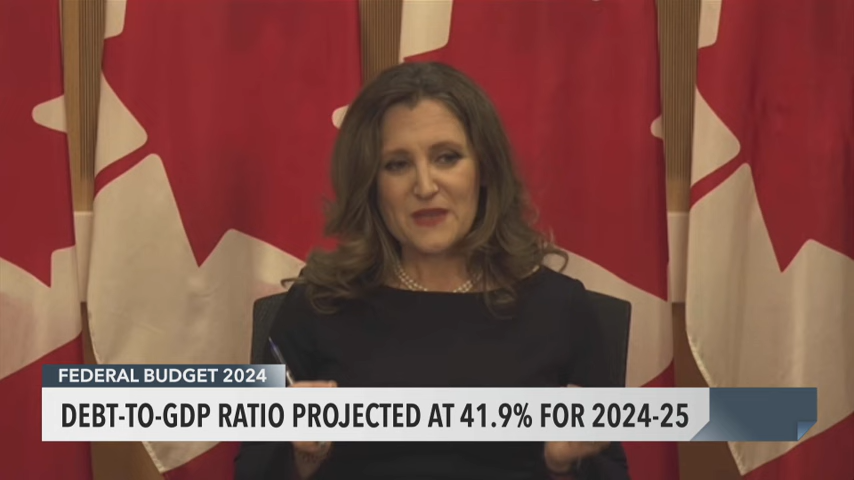 FEDERAL BUDGET 2024
DEBT-TO-GDP RATIO PROJECTED AT 41.9% FOR 2024-25